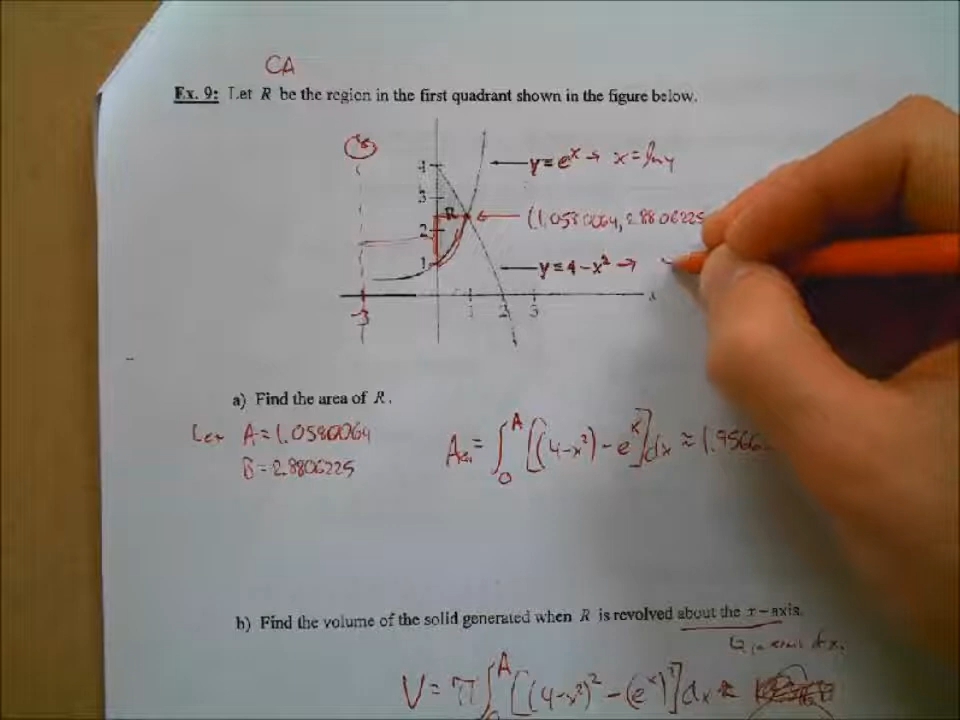 CA
Ex. 9: Let R be the region in the first quadrant shown in the figure below.
4
y = e^x → x = ln y
3
R
(1.0580064, 2.8806225
2
1
y = 4 - x² →
-3 1 2 3
x
a) Find the area of R.
Let A = 1.0580064
B = 2.8806225
= ∫₀^A [(4-x²) - e^x] dx ≈ 1.9566
b) Find the volume of the solid generated when R is revolved about the x-axis.
dx.
V = π ∫₀^A [(4-x²)² - (e^x)²] dx ≈